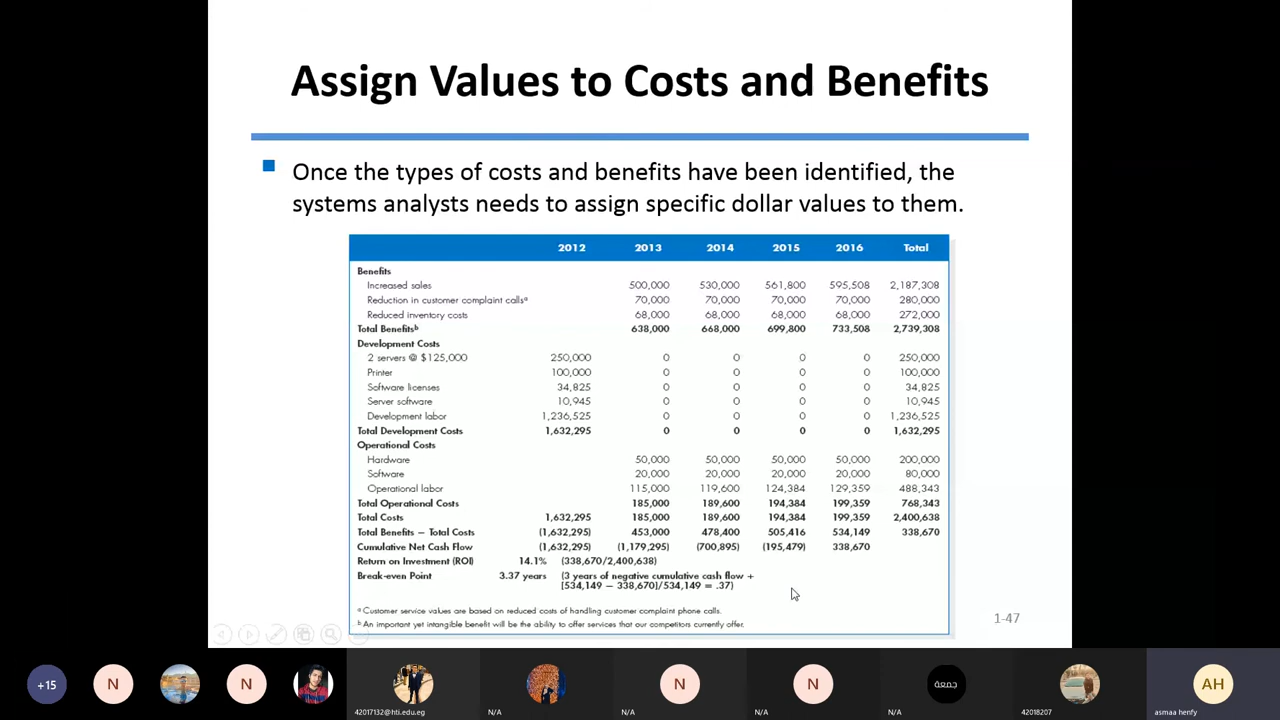 Assign Values to Costs and Benefits
Once the types of costs and benefits have been identified, the
systems analysts needs to assign specific dollar values to them.
2012 2013 2014 2015 2016 Total
Benefits
Increased sales 500,000 530,000 561,800 595,508 2,187,308
Reduction in customer complaint callsª 70,000 70,000 70,000 70,000 280,000
Reduced inventory costs 68,000 68,000 68,000 68,000 272,000
Total Benefitsᵇ 638,000 668,000 699,800 733,508 2,739,308
Development Costs
2 servers @ $125,000 250,000 0 0 0 0 250,000
Printer 100,000 0 0 0 0 100,000
Software licenses 34,825 0 0 0 0 34,825
Server software 10,945 0 0 0 0 10,945
Development labor 1,236,525 0 0 0 0 1,236,525
Total Development Costs 1,632,295 0 0 0 0 1,632,295
Operational Costs
Hardware 50,000 50,000 50,000 50,000 200,000
Software 20,000 20,000 20,000 20,000 80,000
Operational labor 115,000 119,600 124,384 129,359 488,343
Total Operational Costs 185,000 189,600 194,384 199,359 768,343
Total Costs 1,632,295 185,000 189,600 194,384 199,359 2,400,638
Total Benefits − Total Costs (1,632,295) 453,000 478,400 505,416 534,149 338,670
Cumulative Net Cash Flow (1,632,295) (1,179,295) (700,895) (195,479) 338,670
Return on Investment (ROI) 14.1% (338,670/2,400,638)
Break-even Point 3.37 years (3 years of negative cumulative cash flow +
[534,149 − 338,670]/534,149 = .37)
ª Customer service values are based on reduced costs of handling customer complaint phone calls.
ᵇ An important yet intangible benefit will be the ability to offer services that our competitors currently offer.
1-47
+15 N N N N جمعة AH
42017132@hti.edu.eg N/A N/A N/A N/A 42018207 asmaa henfy